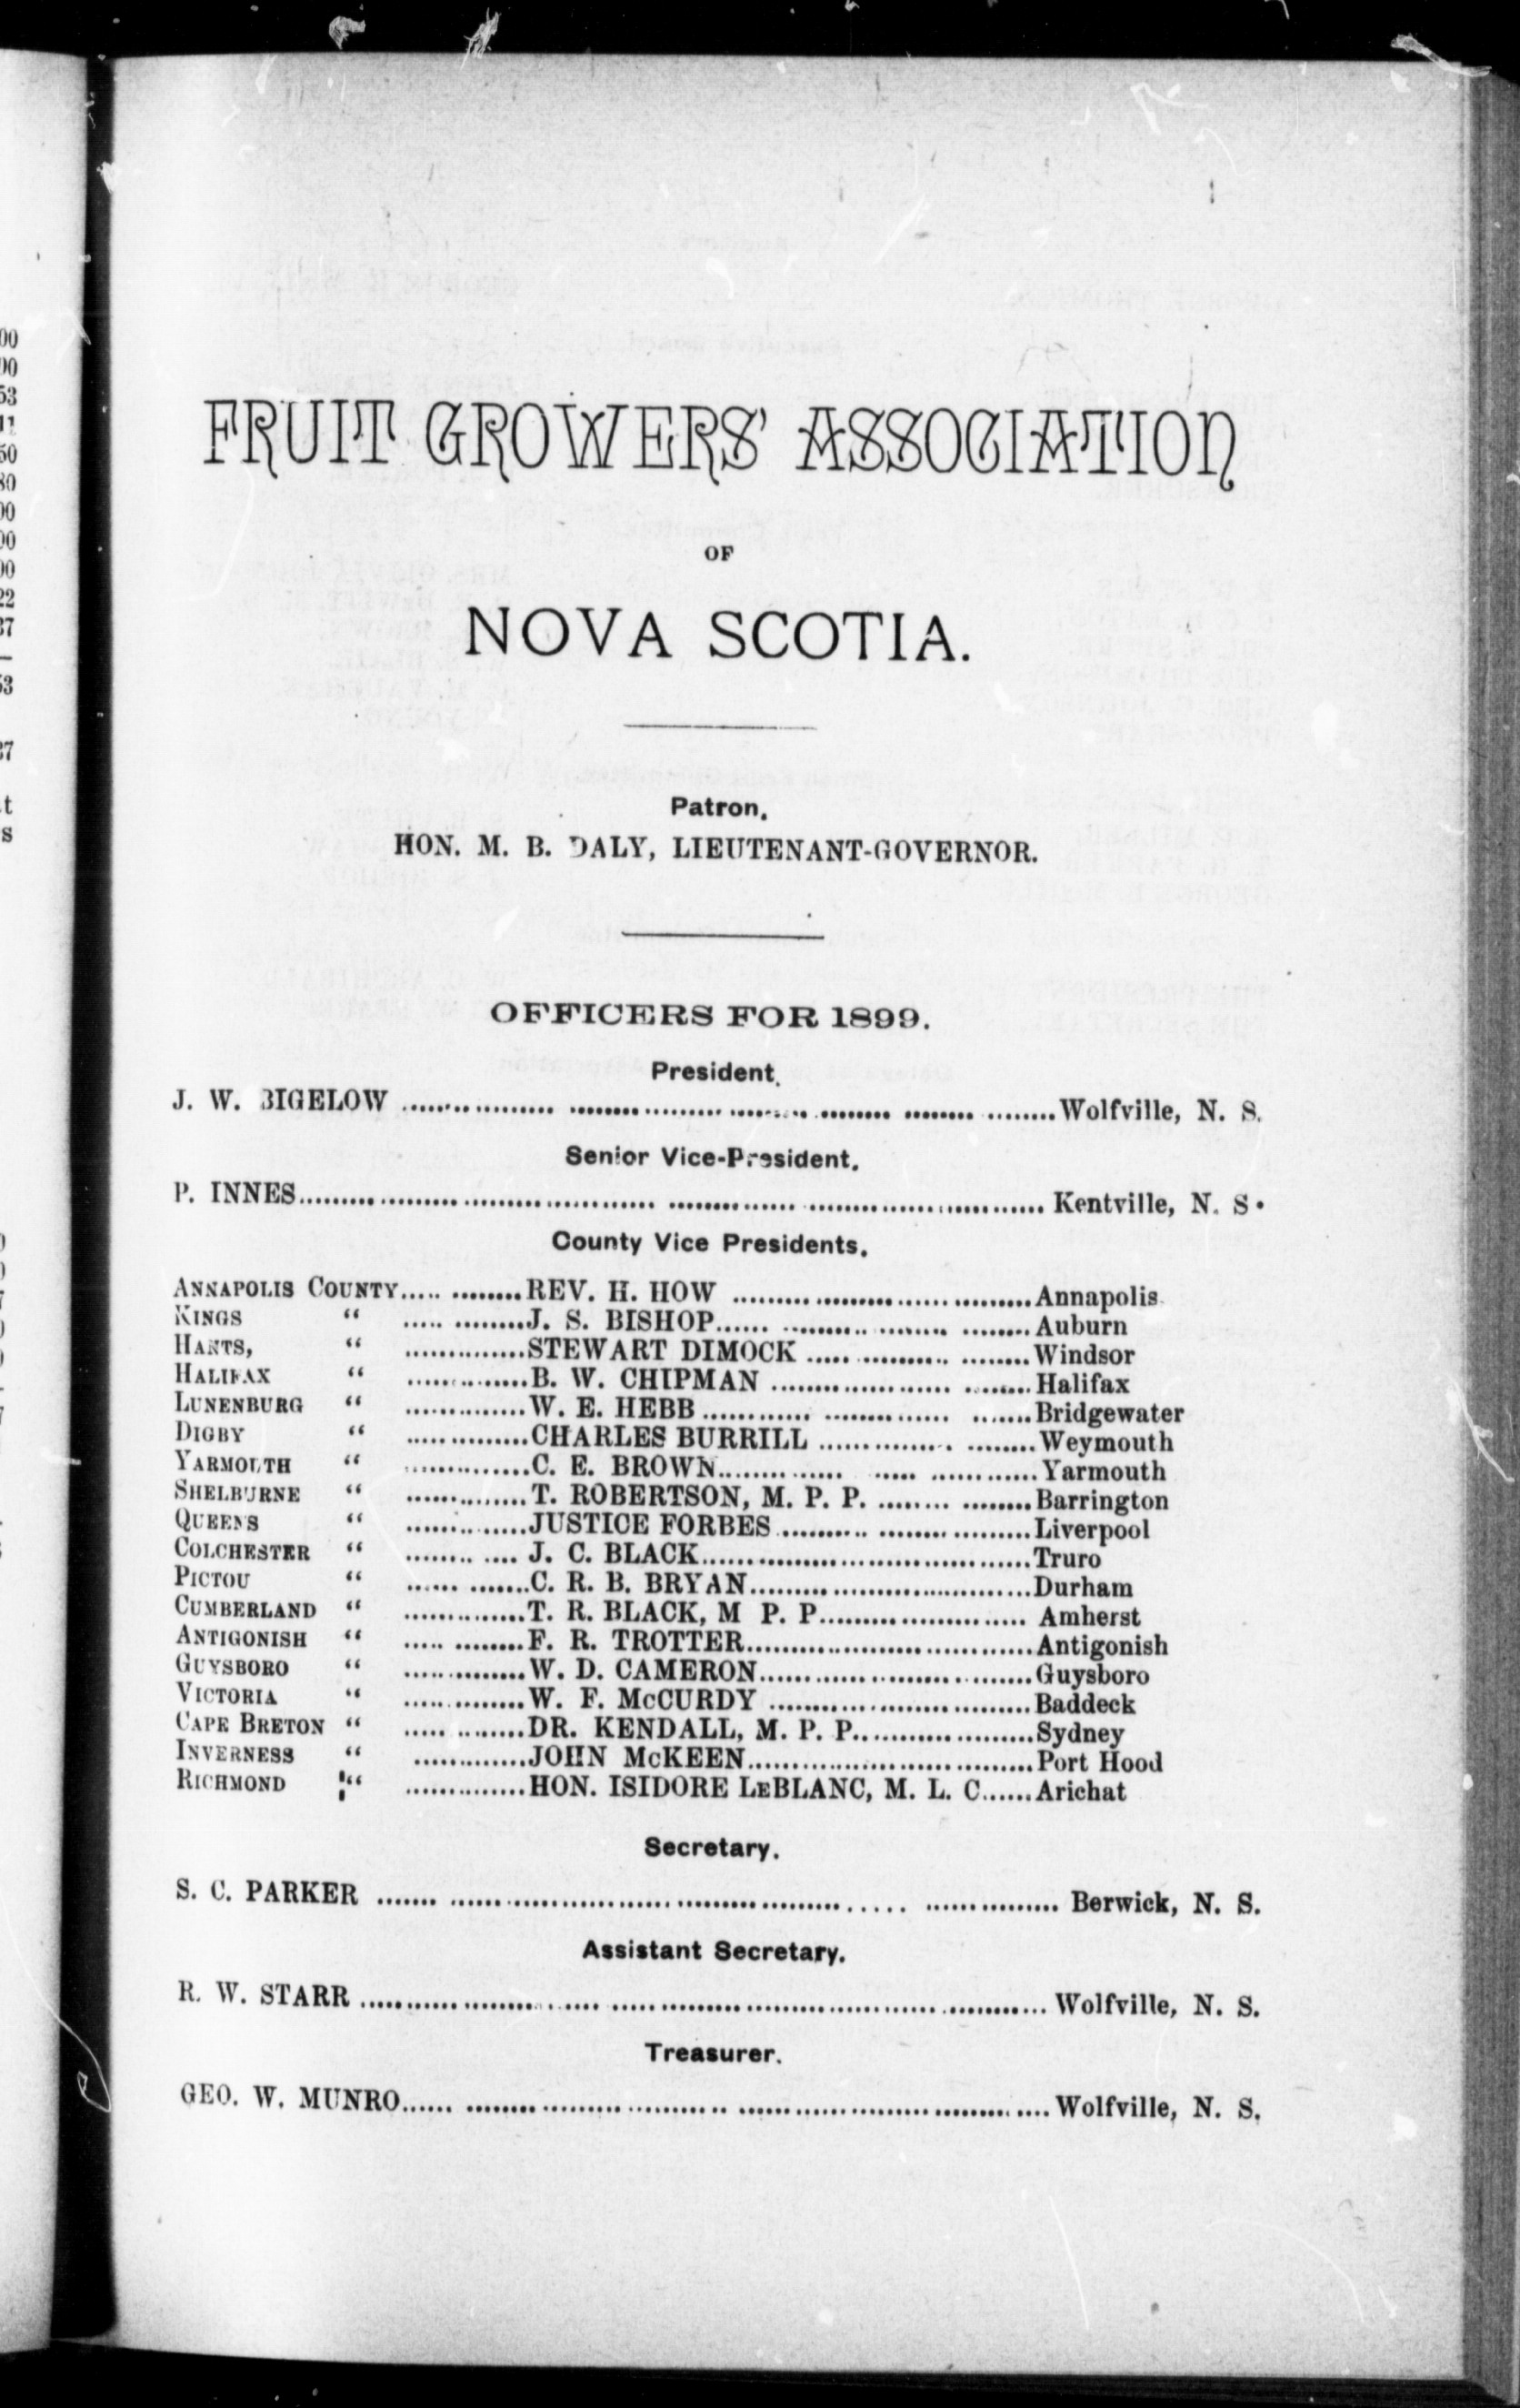 FRUIT GROWERS' ASSOCIATION
OF
NOVA SCOTIA.
Patron,
HON. M. B. DALY, LIEUTENANT-GOVERNOR.
OFFICERS FOR 1899.
President.
J. W. BIGELOW ........................................ Wolfville, N. S.
Senior Vice-President.
P. INNES........................................ Kentville, N. S.
County Vice Presidents.
ANNAPOLIS COUNTY..............REV. H. HOW ..............................Annapolis
KINGS “ ..............J. S. BISHOP..............................Auburn
HANTS, “ ..............STEWART DIMOCK ..............................Windsor
HALIFAX “ ..............B. W. CHIPMAN ..............................Halifax
LUNENBURG “ ..............W. E. HEBB ..............................Bridgewater
DIGBY “ ..............CHARLES BURRILL ..............................Weymouth
YARMOUTH “ ..............C. E. BROWN..............................Yarmouth
SHELBURNE “ ..............T. ROBERTSON, M. P. P. ..................Barrington
QUEENS “ ..............JUSTICE FORBES ..............................Liverpool
COLCHESTER “ ............ J. C. BLACK..............................Truro
PICTOU “ ..............C. R. B. BRYAN..............................Durham
CUMBERLAND “ ..............T. R. BLACK, M P. P........................ Amherst
ANTIGONISH “ ..............F. R. TROTTER..............................Antigonish
GUYSBORO “ ..............W. D. CAMERON..............................Guysboro
VICTORIA “ ..............W. F. McCURDY ..............................Baddeck
CAPE BRETON “ ..............DR. KENDALL, M. P. P......................Sydney
INVERNESS “ .............JOHN McKEEN..............................Port Hood
RICHMOND “ ..............HON. ISIDORE LEBLANC, M. L. C......Arichat
Secretary.
S. C. PARKER ........................................ Berwick, N. S.
Assistant Secretary.
R. W. STARR ........................................ Wolfville, N. S.
Treasurer.
GEO. W. MUNRO........................................ Wolfville, N. S.